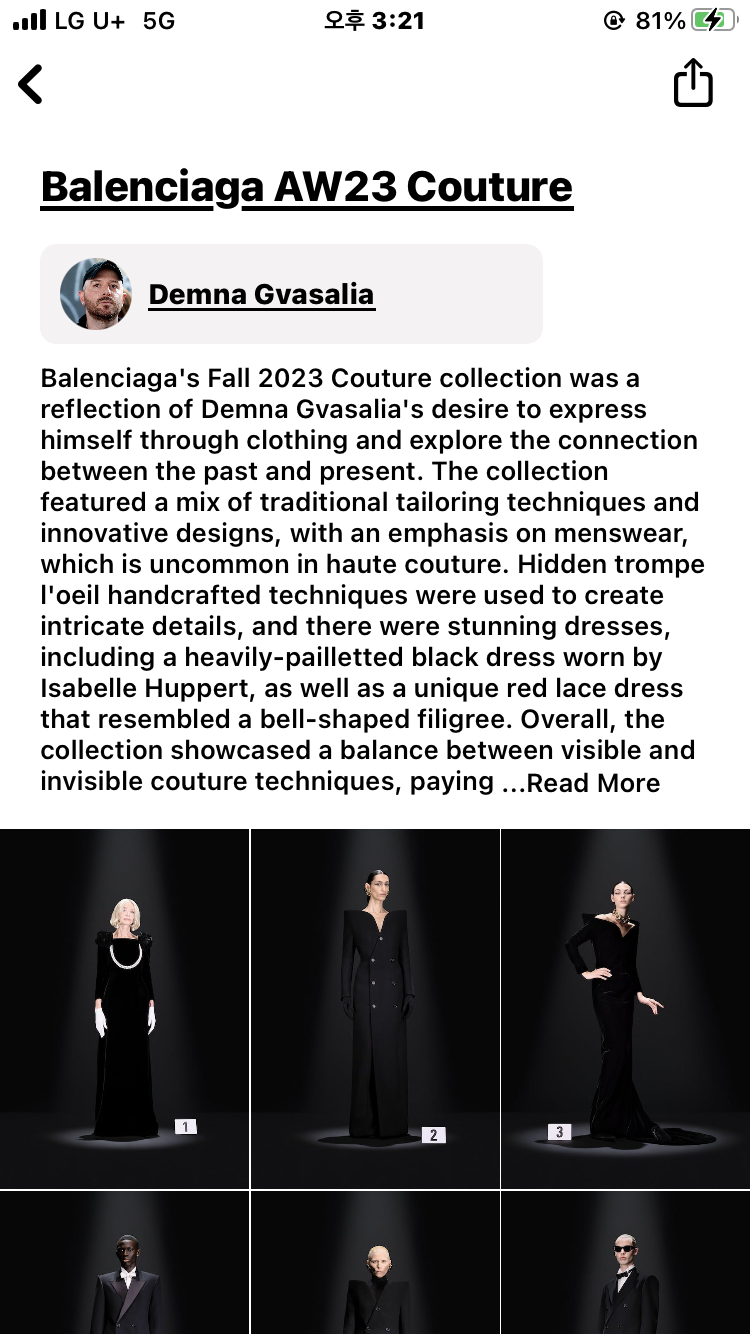 LG U+ 5G 오후 3:21 81%
Balenciaga AW23 Couture
Demna Gvasalia
Balenciaga's Fall 2023 Couture collection was a
reflection of Demna Gvasalia's desire to express
himself through clothing and explore the connection
between the past and present. The collection
featured a mix of traditional tailoring techniques and
innovative designs, with an emphasis on menswear,
which is uncommon in haute couture. Hidden trompe
l'oeil handcrafted techniques were used to create
intricate details, and there were stunning dresses,
including a heavily-pailletted black dress worn by
Isabelle Huppert, as well as a unique red lace dress
that resembled a bell-shaped filigree. Overall, the
collection showcased a balance between visible and
invisible couture techniques, paying ...Read More
1
2
3